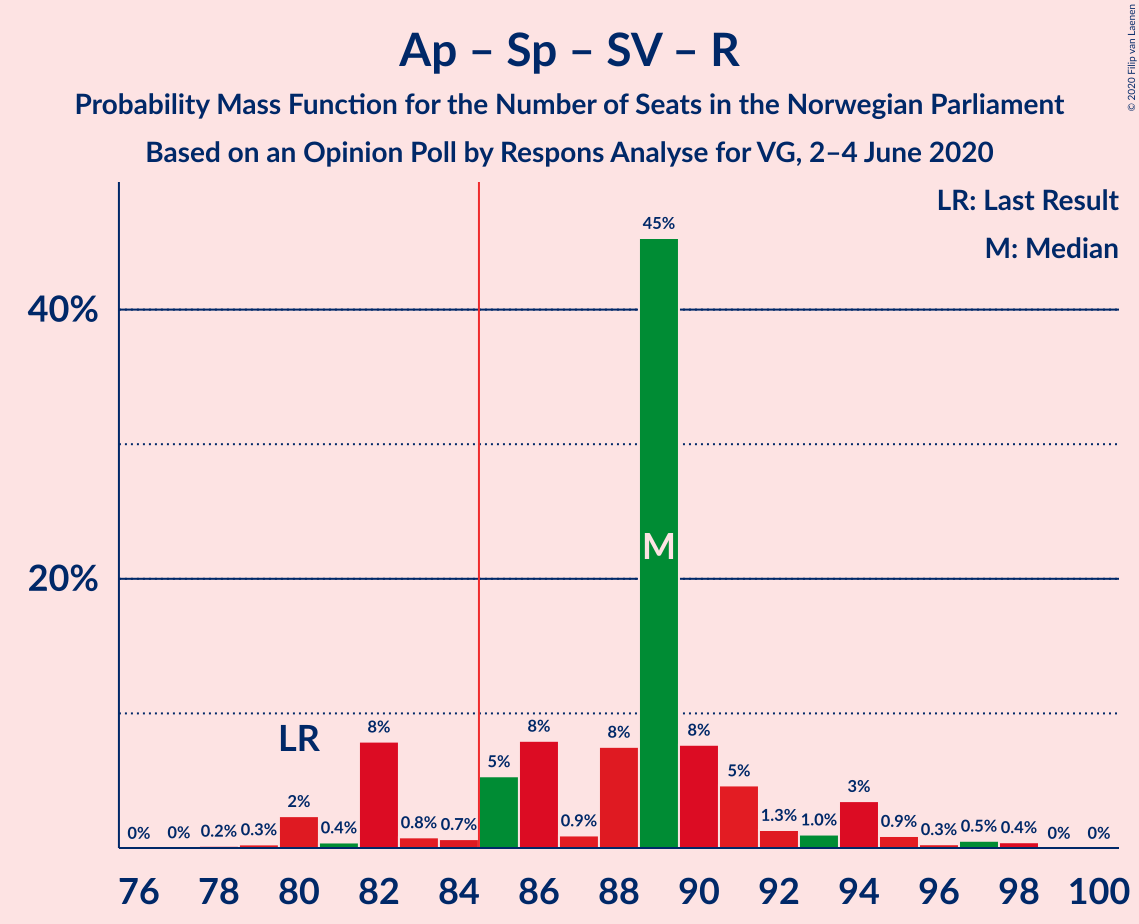 Ap – Sp – SV – R
Probability Mass Function for the Number of Seats in the Norwegian Parliament
Based on an Opinion Poll by Respons Analyse for VG, 2–4 June 2020
© 2020 Filip van Laenen
LR: Last Result
M: Median
45%
40%
M
20%
LR
0% 0% 0.2% 0.3% 2% 0.4% 8% 0.8% 0.7% 5% 8% 0.9% 8% 8% 5% 1.3% 1.0% 3% 0.9% 0.3% 0.5% 0.4% 0% 0%
76 78 80 82 84 86 88 90 92 94 96 98 100